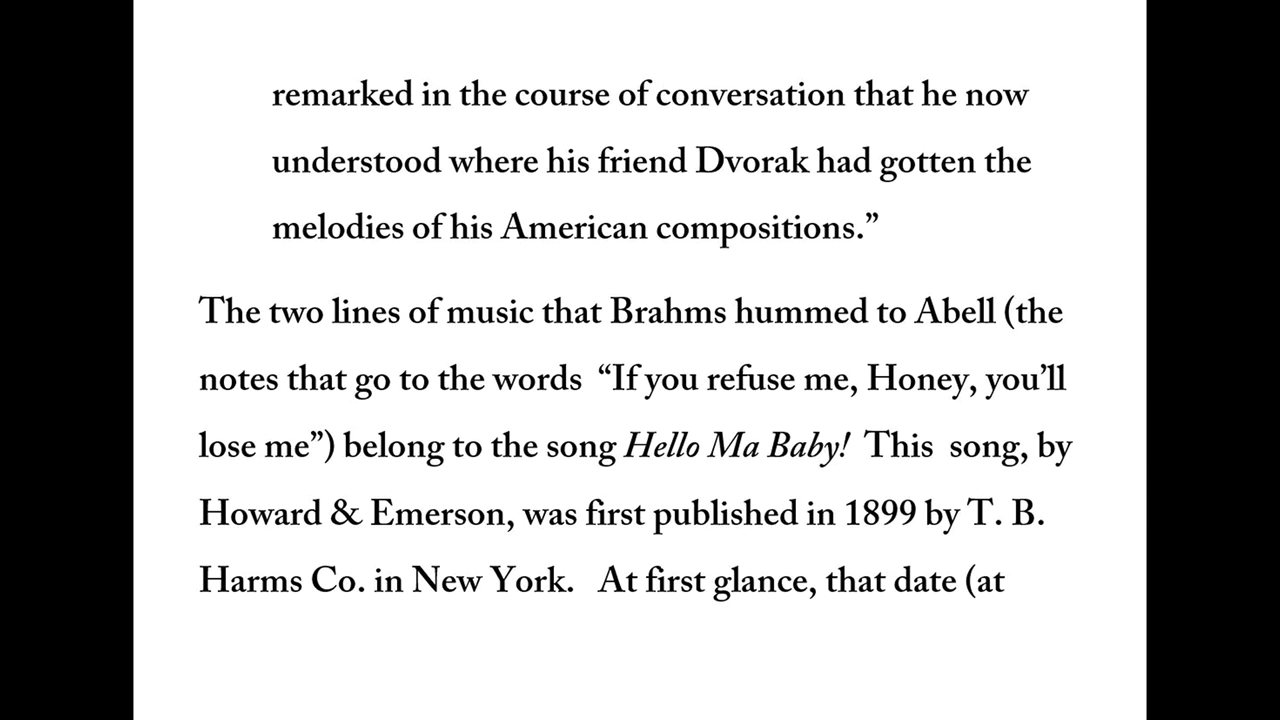 remarked in the course of conversation that he now
understood where his friend Dvorak had gotten the
melodies of his American compositions.”
The two lines of music that Brahms hummed to Abell (the
notes that go to the words “If you refuse me, Honey, you’ll
lose me”) belong to the song Hello Ma Baby! This song, by
Howard & Emerson, was first published in 1899 by T. B.
Harms Co. in New York. At first glance, that date (at